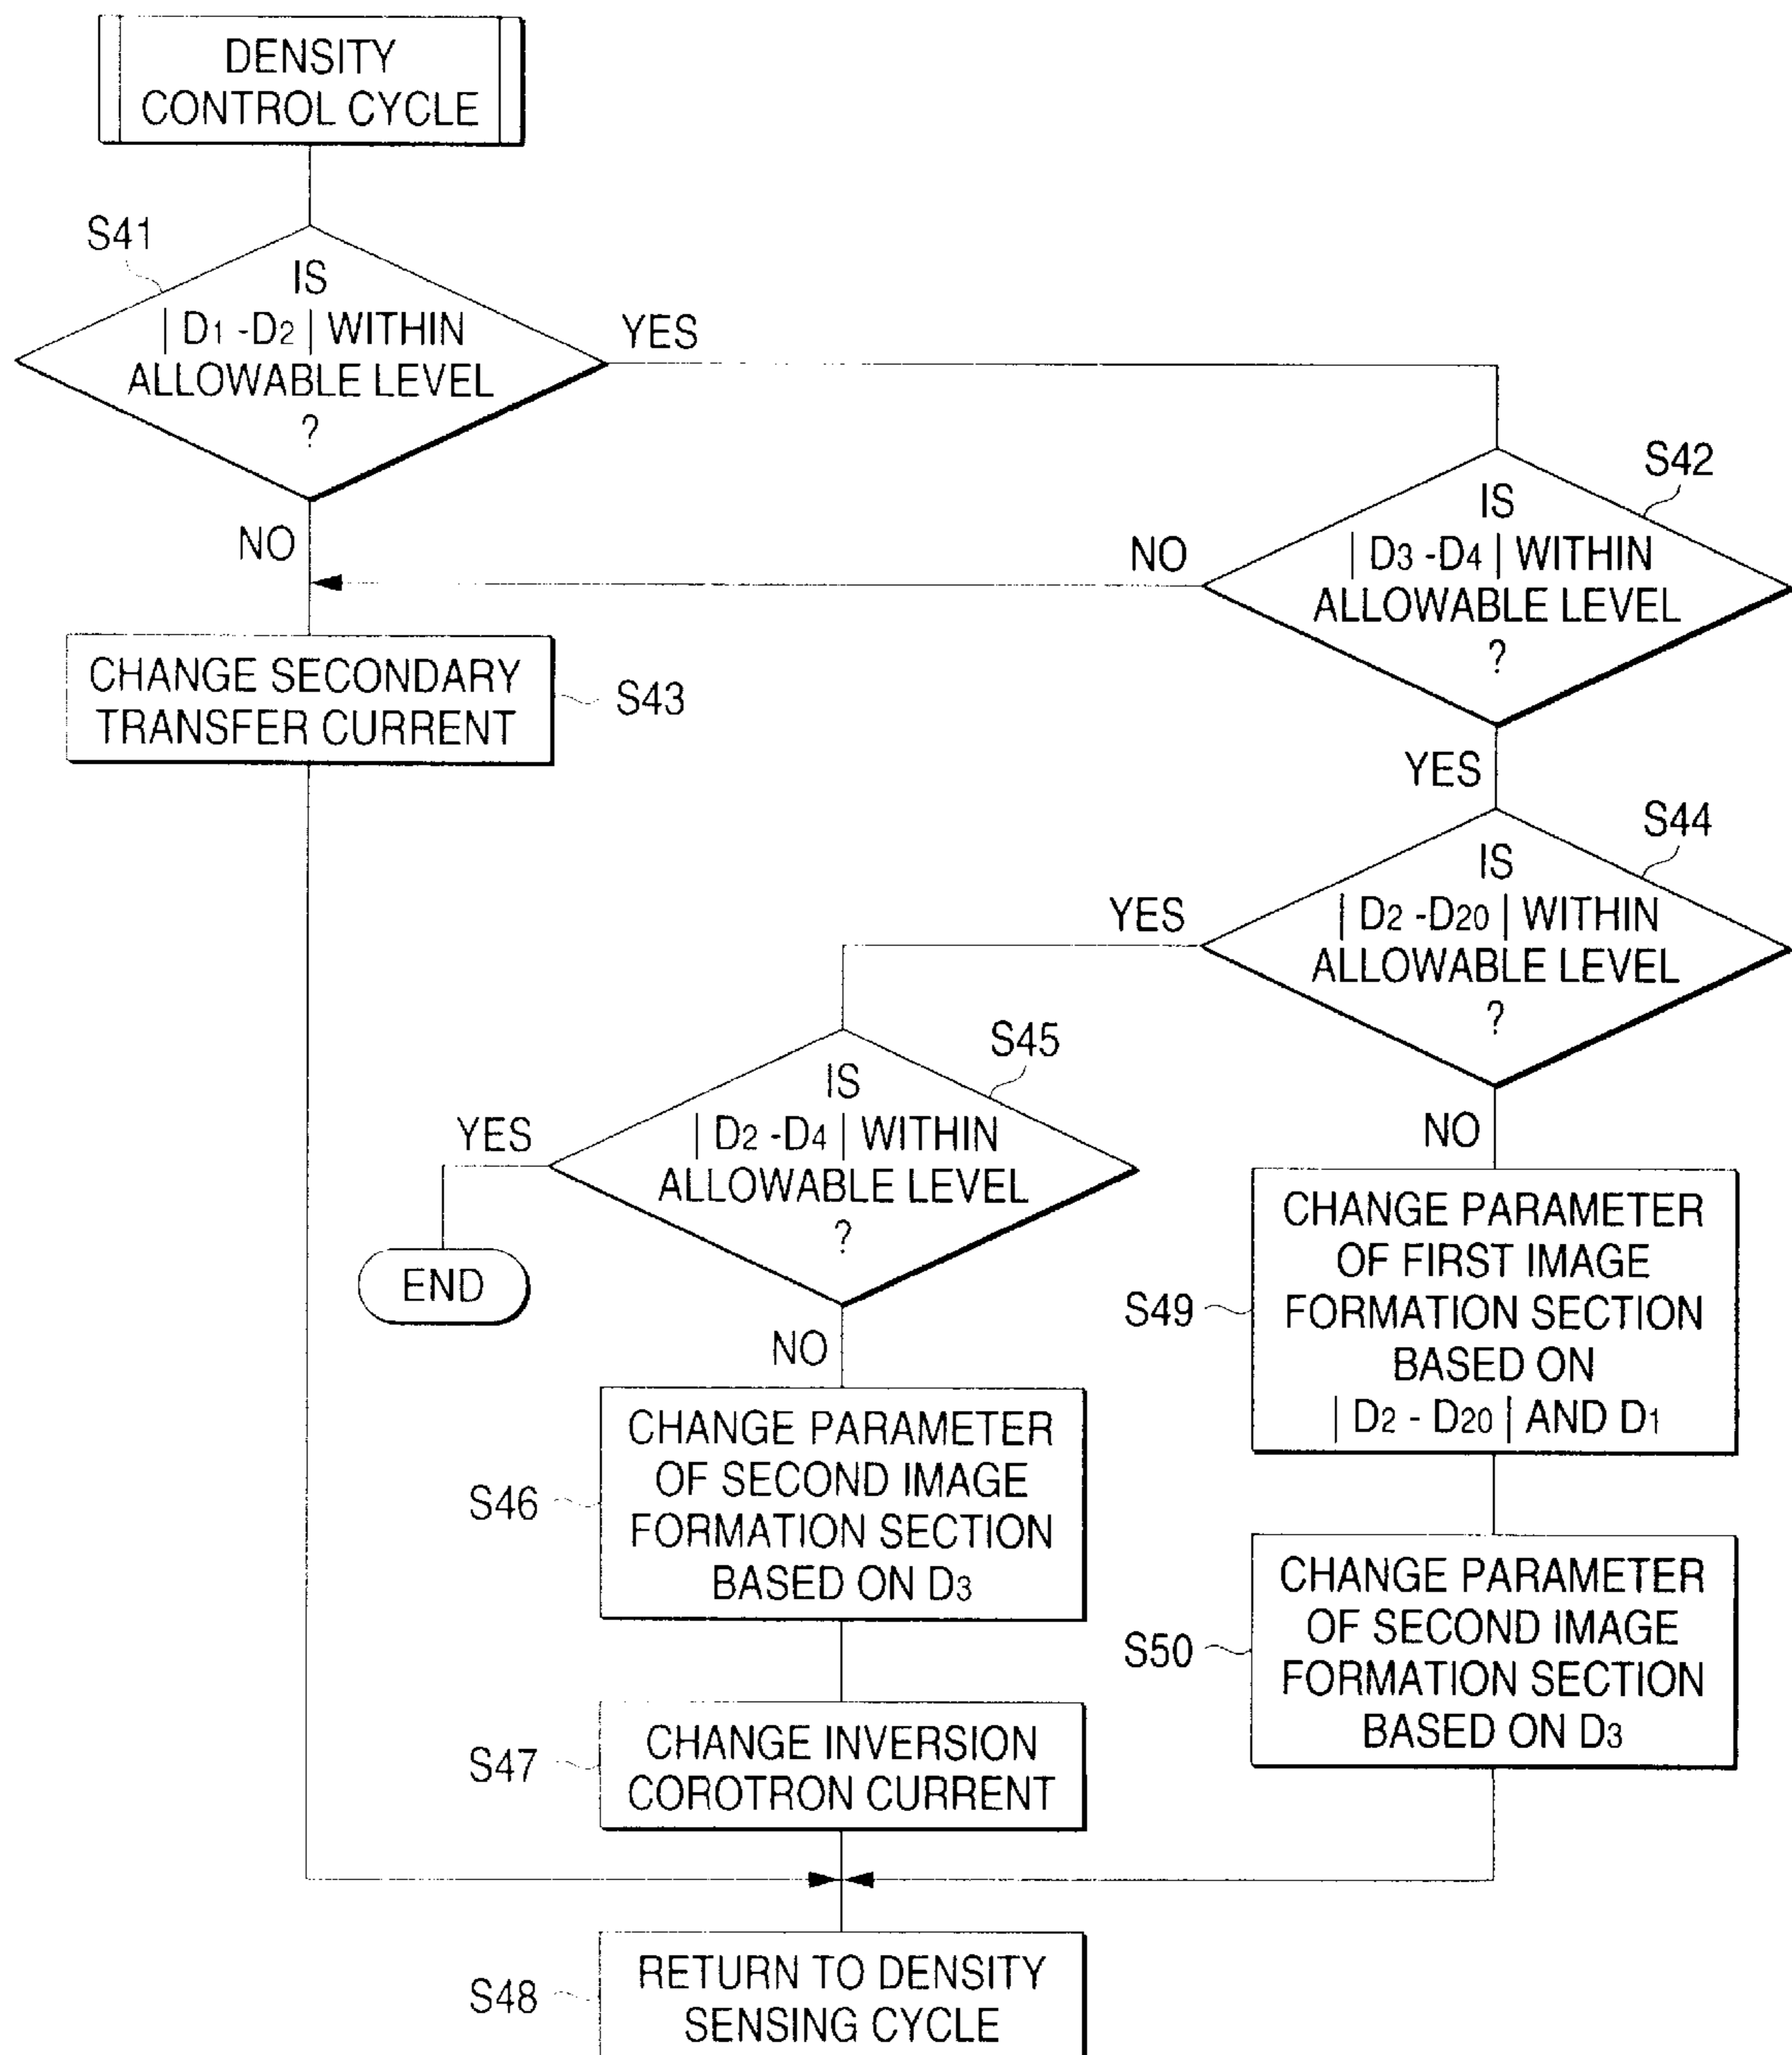 DENSITY
CONTROL CYCLE
S41
IS
| D1 -D2 | WITHIN
ALLOWABLE LEVEL
?
YES
NO
S42
IS
| D3 -D4 | WITHIN
ALLOWABLE LEVEL
?
NO
YES
CHANGE SECONDARY
TRANSFER CURRENT
S43
S44
IS
| D2 -D20 | WITHIN
ALLOWABLE LEVEL
?
YES
NO
S45
IS
| D2 -D4 | WITHIN
ALLOWABLE LEVEL
?
YES
END
NO
S49
CHANGE PARAMETER
OF FIRST IMAGE
FORMATION SECTION
BASED ON
| D2 - D20 | AND D1
S46
CHANGE PARAMETER
OF SECOND IMAGE
FORMATION SECTION
BASED ON D3
S50
CHANGE PARAMETER
OF SECOND IMAGE
FORMATION SECTION
BASED ON D3
S47
CHANGE INVERSION
COROTRON CURRENT
S48
RETURN TO DENSITY
SENSING CYCLE